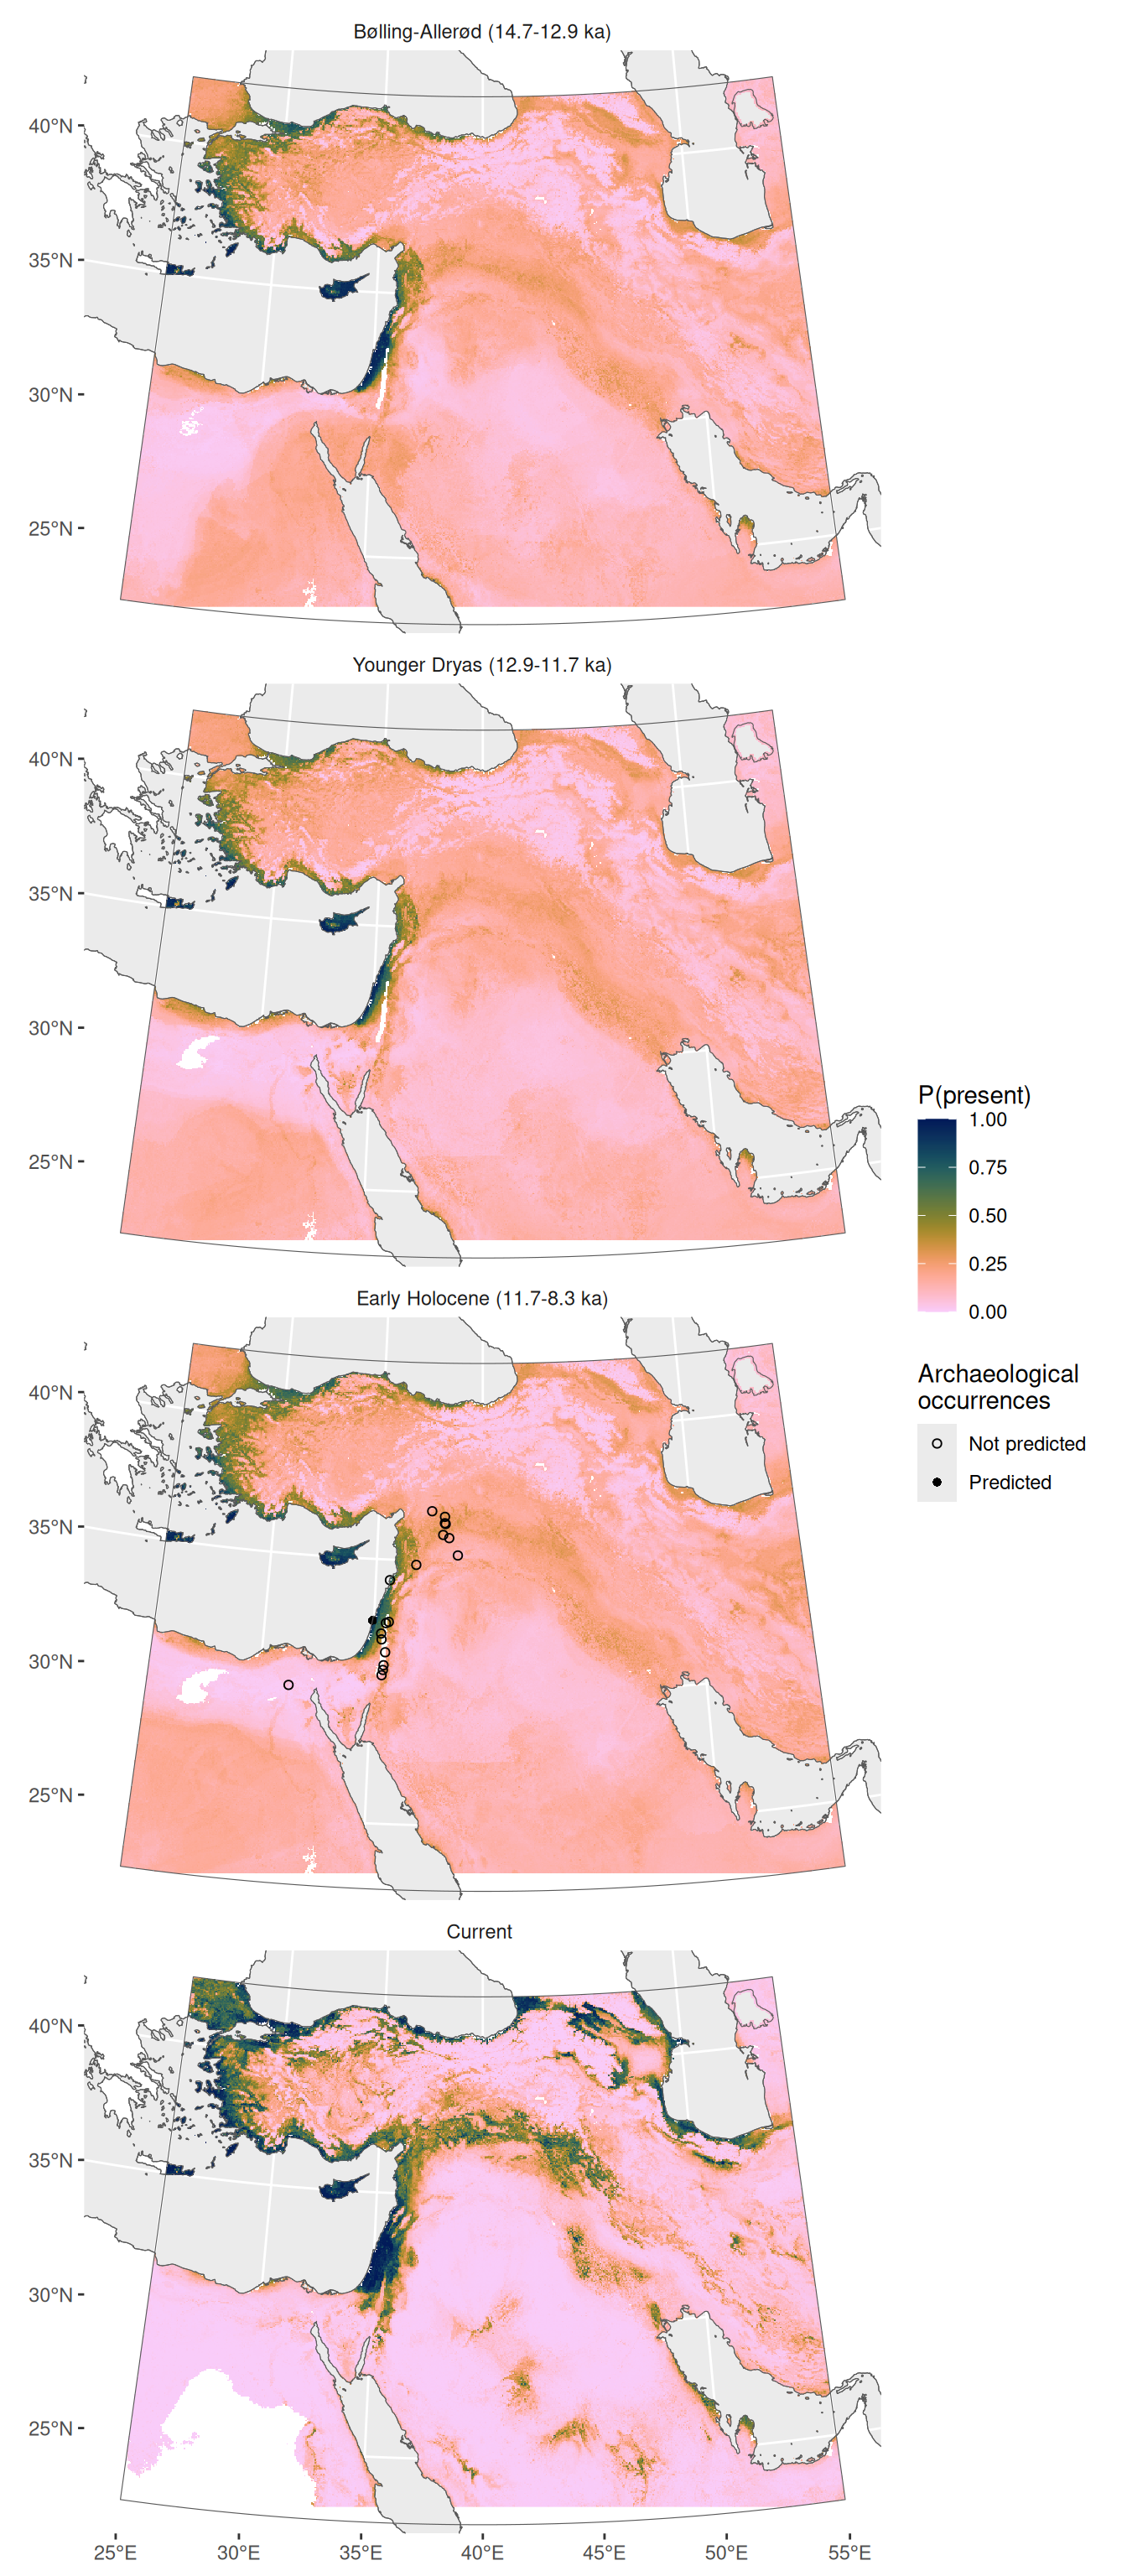 Bølling-Allerød (14.7-12.9 ka)
40°N
35°N
30°N
25°N
Younger Dryas (12.9-11.7 ka)
40°N
35°N
30°N
25°N
P(present)
1.00
0.75
0.50
0.25
0.00
Early Holocene (11.7-8.3 ka)
Archaeological
occurrences
Not predicted
Predicted
40°N
35°N
30°N
25°N
Current
40°N
35°N
30°N
25°N
25°E 30°E 35°E 40°E 45°E 50°E 55°E